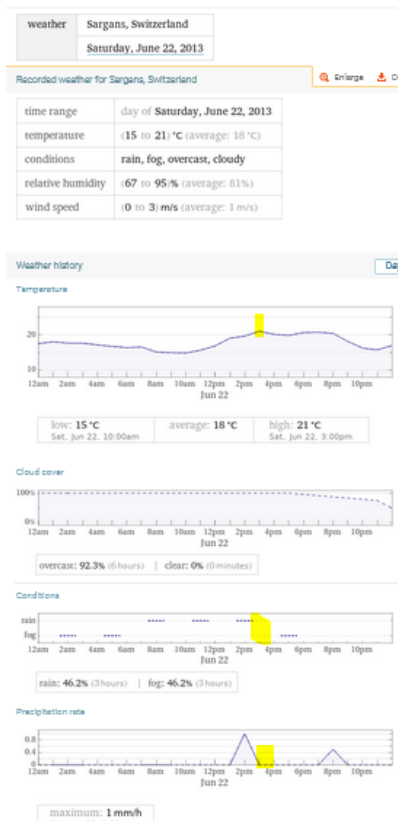 weather
Sargans, Switzerland
Saturday, June 22, 2013
Recorded weather for Sargans, Switzerland
Enlarge
time range day of Saturday, June 22, 2013
temperature (15 to 21) °C (average: 18 °C)
conditions rain, fog, overcast, cloudy
relative humidity (67 to 95)% (average: 81%)
wind speed (0 to 3) m/s (average: 1 m/s)
Weather history
Temperature
20
10
12am 2am 4am 6am 8am 10am 12pm 2pm 4pm 6pm 8pm 10pm
Jun 22
low: 15 °C average: 18 °C high: 21 °C
Sat, Jun 22, 10:00am Sat, Jun 22, 3:00pm
Cloud cover
100%
0%
12am 2am 4am 6am 8am 10am 12pm 2pm 4pm 6pm 8pm 10pm
Jun 22
overcast: 92.3% (6 hours) | clear: 0% (0 minutes)
Conditions
rain
fog
12am 2am 4am 6am 8am 10am 12pm 2pm 4pm 6pm 8pm 10pm
Jun 22
rain: 46.2% (3 hours) | fog: 46.2% (3 hours)
Precipitation rate
0.8
0.4
12am 2am 4am 6am 8am 10am 12pm 2pm 4pm 6pm 8pm 10pm
Jun 22
maximum: 1 mm/h